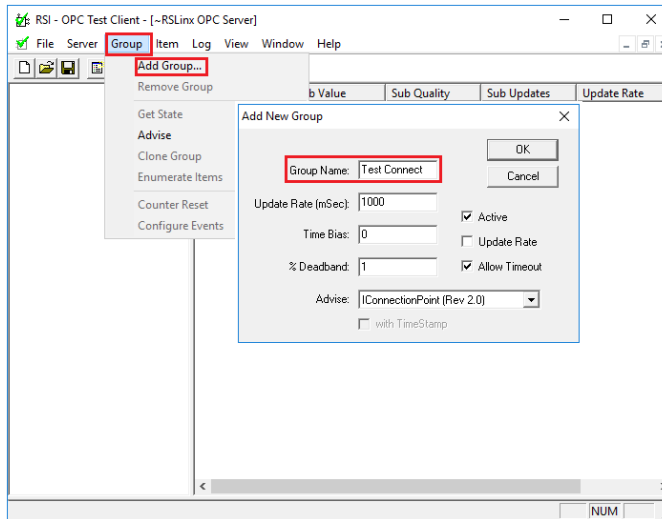 RSI - OPC Test Client - [~RSLinx OPC Server]
File Server Group Item Log View Window Help
Add Group...
Remove Group
Get State
Advise
Clone Group
Enumerate Items
Counter Reset
Configure Events
b Value Sub Quality Sub Updates Update Rate
Add New Group
Group Name: Test Connect
Update Rate (mSec): 1000
Time Bias: 0
% Deadband: 1
Advise: IConnectionPoint (Rev 2.0)
with TimeStamp
OK
Cancel
Active
Update Rate
Allow Timeout
NUM